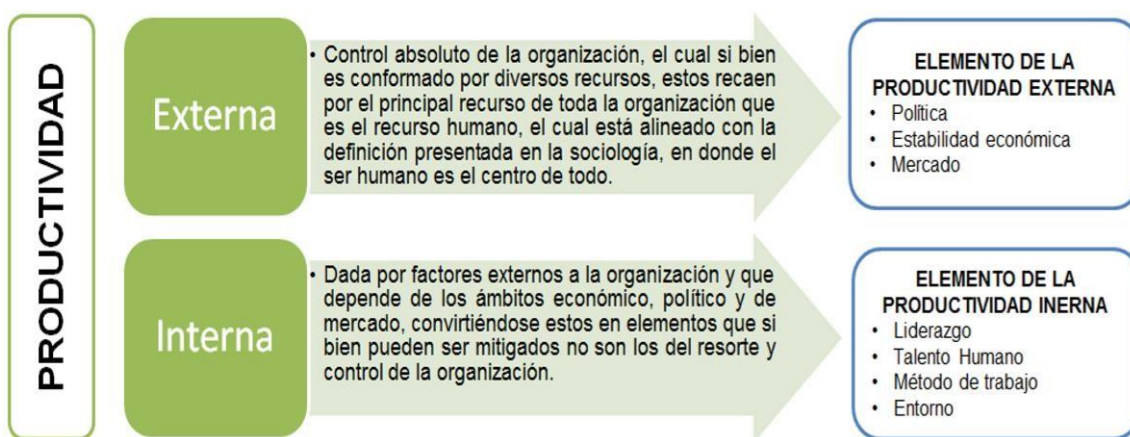 PRODUCTIVIDAD
Externa
• Control absoluto de la organización, el cual si bien
es conformado por diversos recursos, estos recaen
por el principal recurso de toda la organización que
es el recurso humano, el cual está alineado con la
definición presentada en la sociología, en donde el
ser humano es el centro de todo.
ELEMENTO DE LA
PRODUCTIVIDAD EXTERNA
• Política
• Estabilidad económica
• Mercado
Interna
• Dada por factores externos a la organización y que
depende de los ámbitos económico, político y de
mercado, convirtiéndose estos en elementos que si
bien pueden ser mitigados no son los del resorte y
control de la organización.
ELEMENTO DE LA
PRODUCTIVIDAD INERNA
• Liderazgo
• Talento Humano
• Método de trabajo
• Entorno